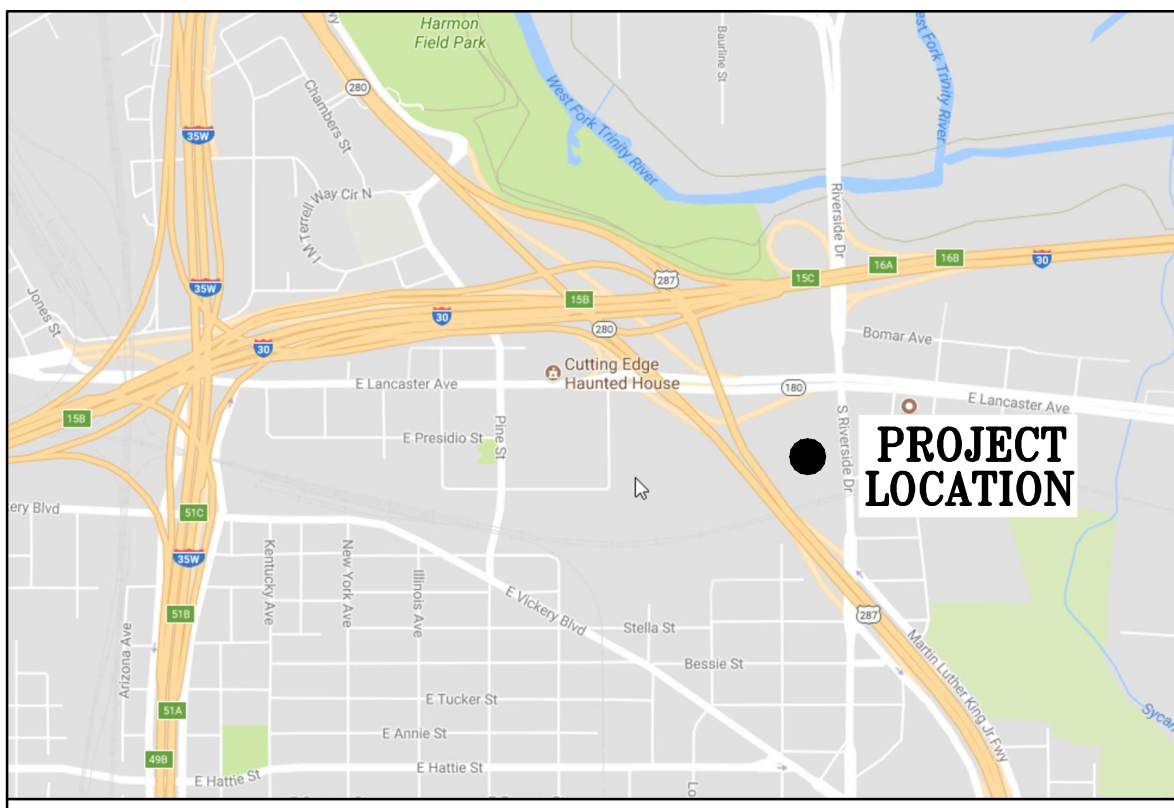 Harmon
Field Park
wy
Baurline St
est Fork Trinity River
280
West Fork Trinity River
Chambers St
35W
I M Terrell Way Cir N
Riverside Dr
16B
30
16A
15C
287
35W
15B
Jones St
30
280
Bomar Ave
30
Cutting Edge
Haunted House
E Lancaster Ave
180
E Lancaster Ave
15B
E Presidio St
Pine St
S Riverside Dr
PROJECT
LOCATION
ery Blvd
51C
35W
Kentucky Ave
New York Ave
Illinois Ave
E Vickery Blvd
51B
287
Stella St
Arizona Ave
Bessie St
Martin Luther King Jr Fwy
E Tucker St
51A
Sycan
E Annie St
49B
E Hattie St
E Hattie St
Lo